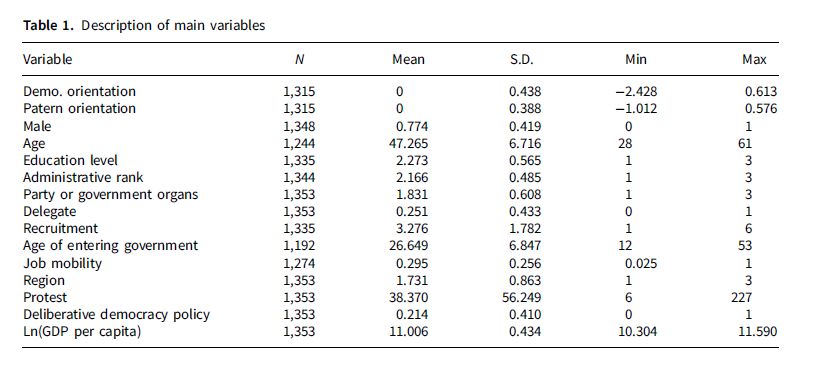 Table 1. Description of main variables
Variable N Mean S.D. Min Max
Demo. orientation 1,315 0 0.438 −2.428 0.613
Patern orientation 1,315 0 0.388 −1.012 0.576
Male 1,348 0.774 0.419 0 1
Age 1,244 47.265 6.716 28 61
Education level 1,335 2.273 0.565 1 3
Administrative rank 1,344 2.166 0.485 1 3
Party or government organs 1,353 1.831 0.608 1 3
Delegate 1,353 0.251 0.433 0 1
Recruitment 1,335 3.276 1.782 1 6
Age of entering government 1,192 26.649 6.847 12 53
Job mobility 1,274 0.295 0.256 0.025 1
Region 1,353 1.731 0.863 1 3
Protest 1,353 38.370 56.249 6 227
Deliberative democracy policy 1,353 0.214 0.410 0 1
Ln(GDP per capita) 1,353 11.006 0.434 10.304 11.590